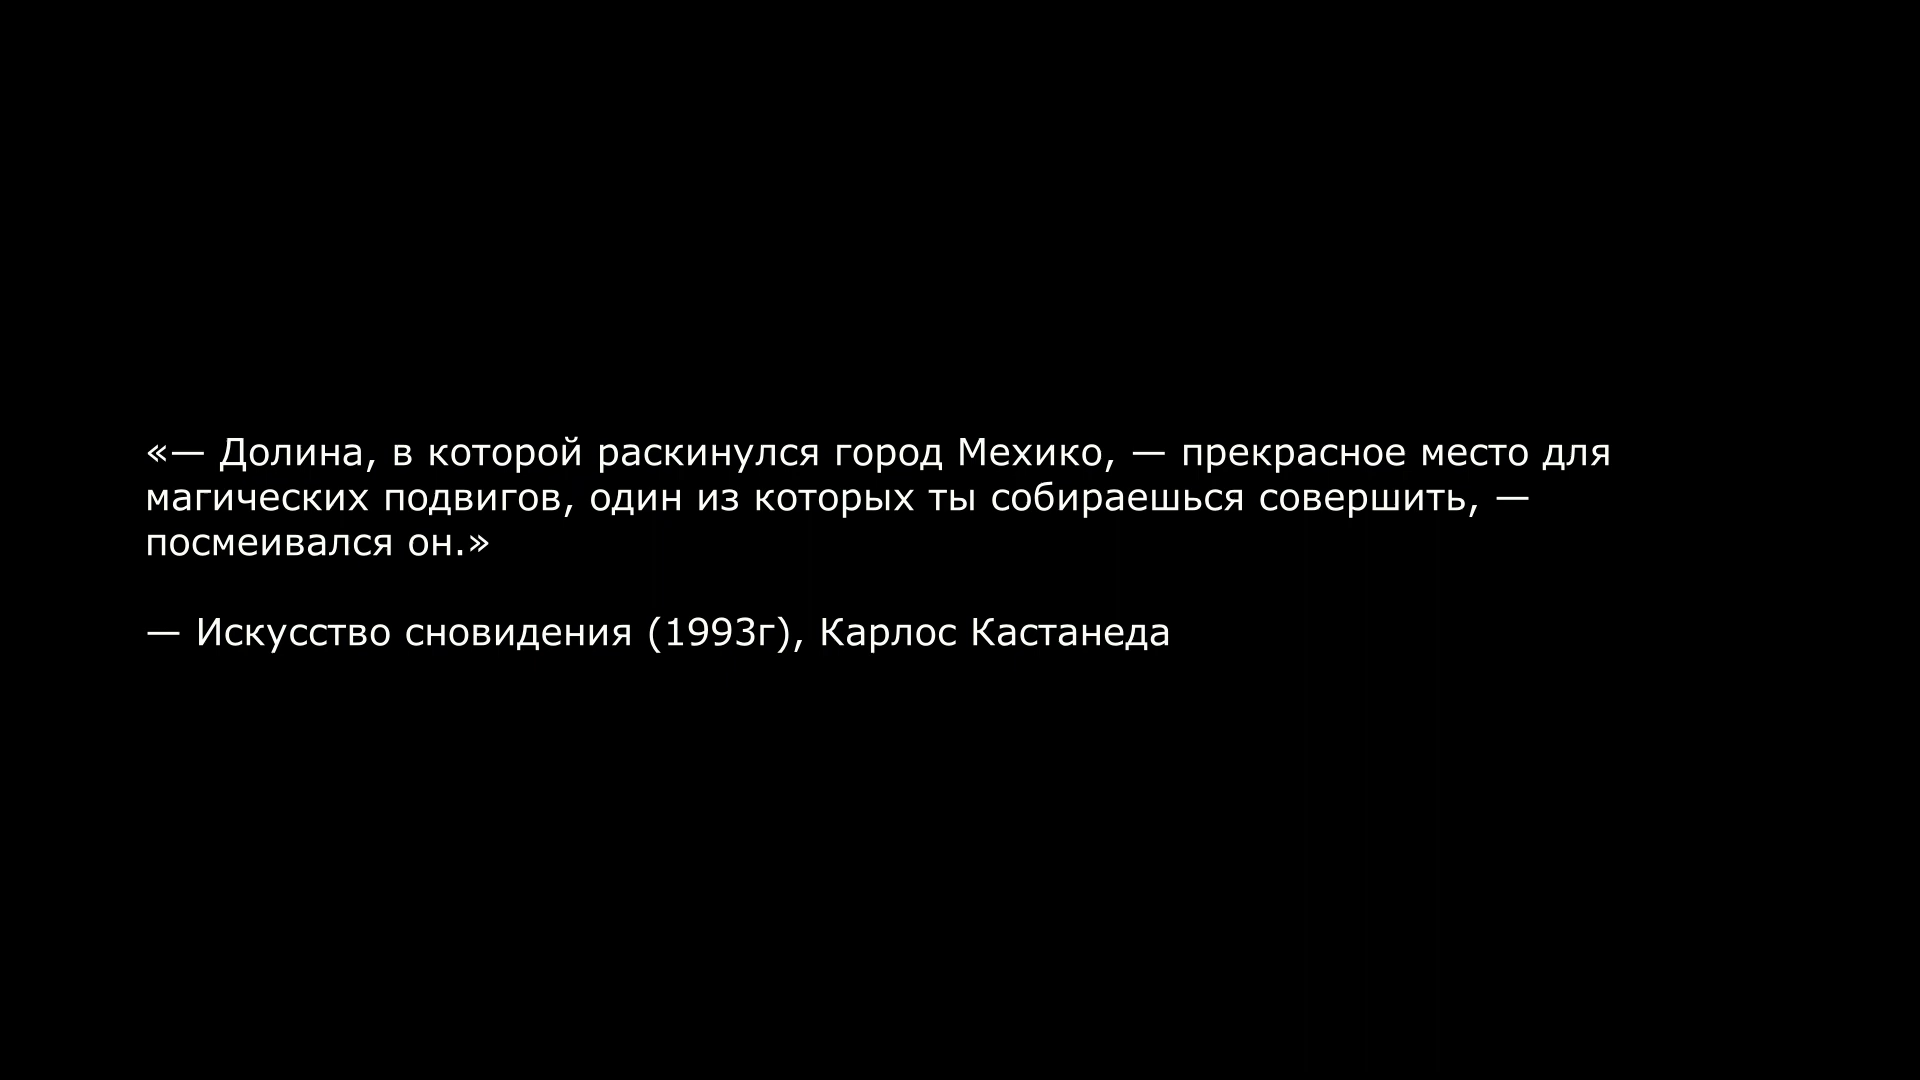 «— Долина, в которой раскинулся город Мехико, — прекрасное место для
магических подвигов, один из которых ты собираешься совершить, —
посмеивался он.»
— Искусство сновидения (1993г), Карлос Кастанеда